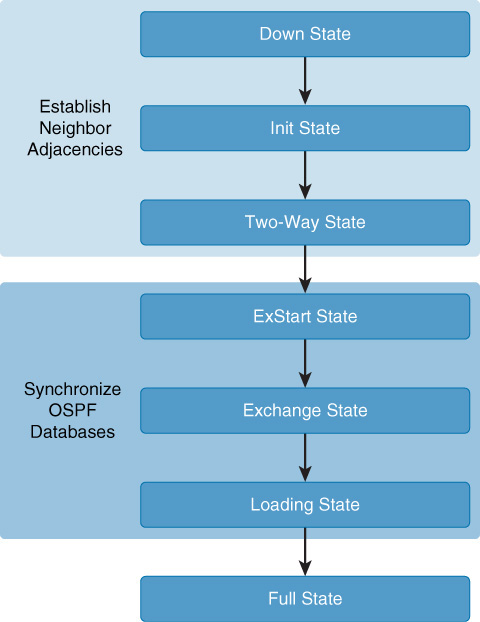 Establish
Neighbor
Adjacencies
Down State
Init State
Two-Way State
Synchronize
OSPF
Databases
ExStart State
Exchange State
Loading State
Full State